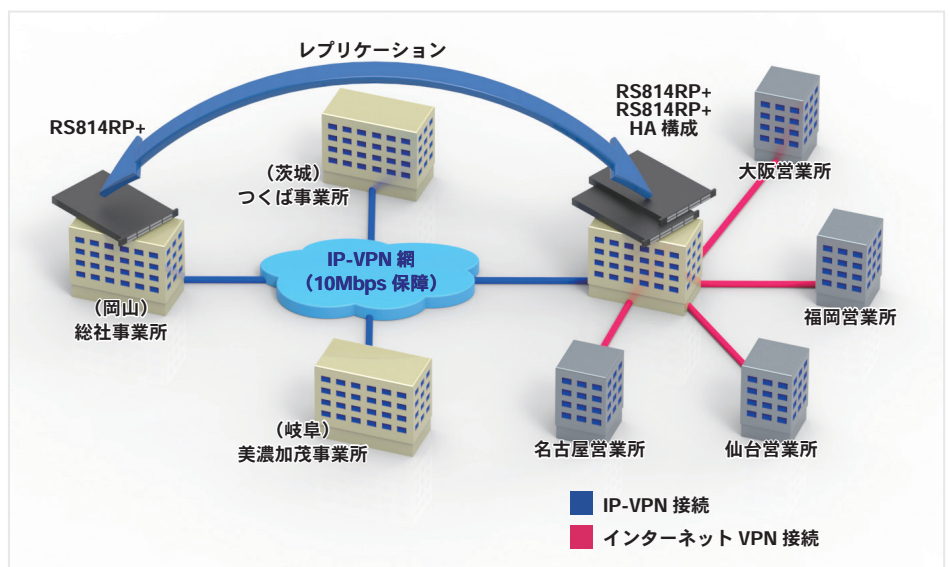 レプリケーション
RS814RP+
RS814RP+
RS814RP+
HA 構成
大阪営業所
（茨城）
つくば事業所
IP-VPN 網
（10Mbps 保障）
（岡山）
総社事業所
福岡営業所
（岐阜）
美濃加茂事業所
名古屋営業所
仙台営業所
IP-VPN 接続
インターネット VPN 接続